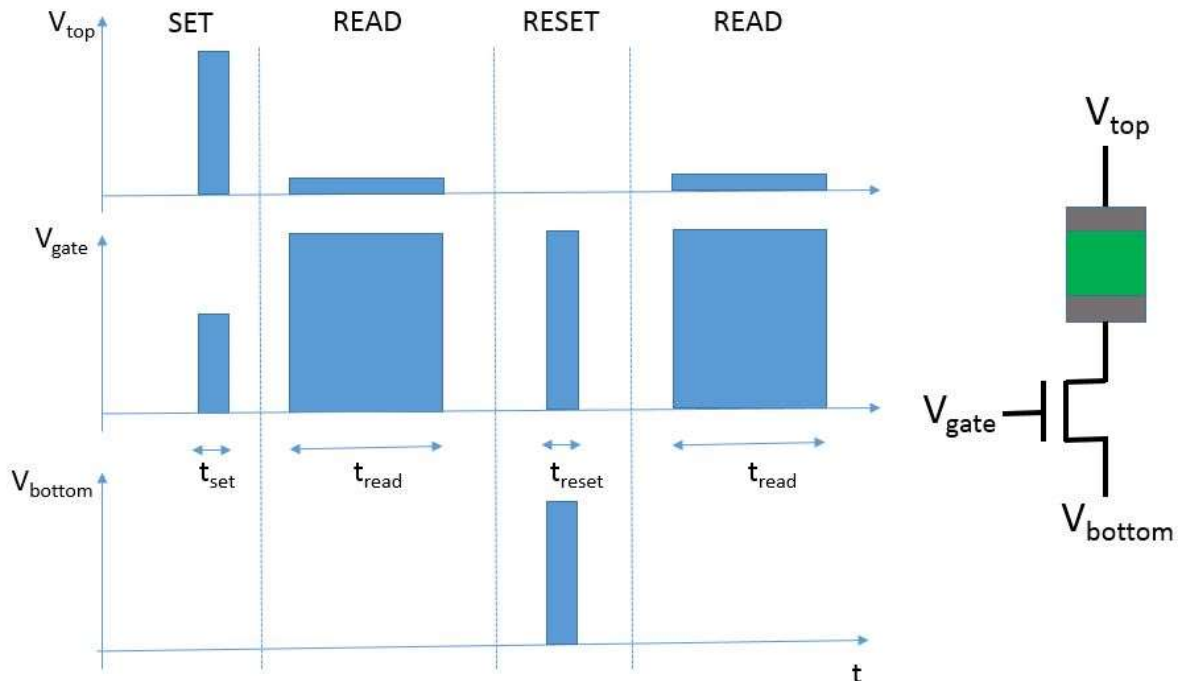 V_top
SET READ RESET READ
V_gate
t_set t_read t_reset t_read
V_bottom
t
V_top
V_gate
V_bottom